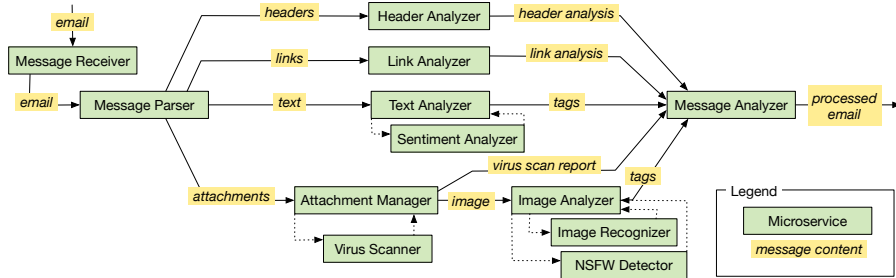 email
Message Receiver
email
Message Parser
headers
Header Analyzer
header analysis
links
Link Analyzer
link analysis
text
Text Analyzer
tags
Sentiment Analyzer
Message Analyzer
processed
email
virus scan report
tags
attachments
Attachment Manager
image
Image Analyzer
Virus Scanner
Image Recognizer
NSFW Detector
Legend
Microservice
message content